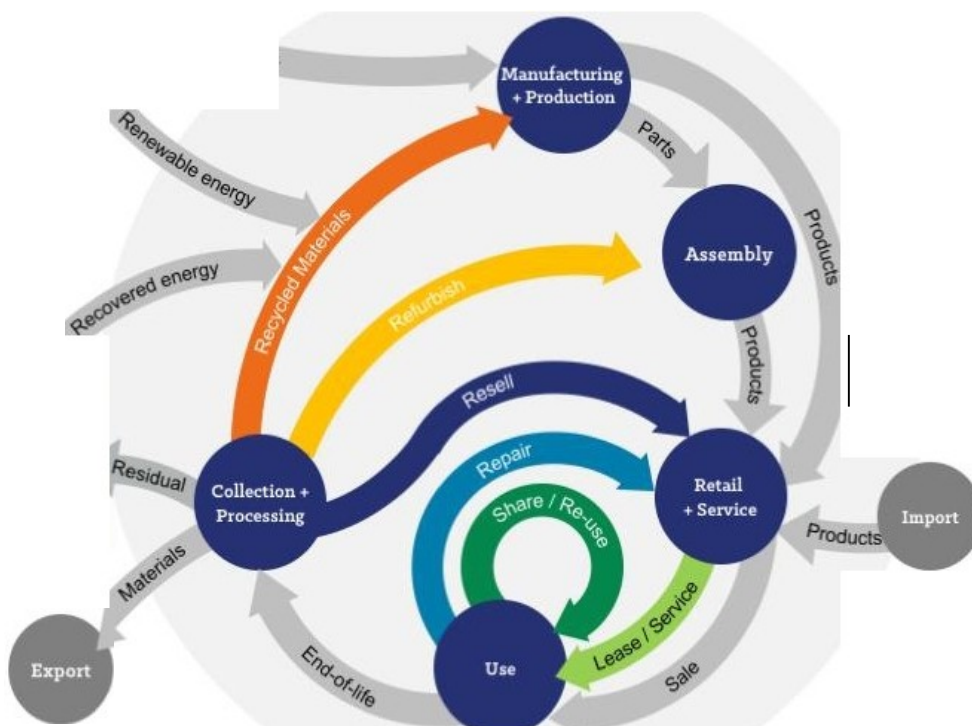 Manufacturing
+ Production
Renewable energy
Parts
Recycled Materials
Products
Assembly
Recovered energy
Refurbish
Products
Resell
Repair
Residual
Collection +
Processing
Share / Re-use
Retail
+ Service
Import
Products
Materials
Lease / Service
End-of-life
Use
Sale
Export